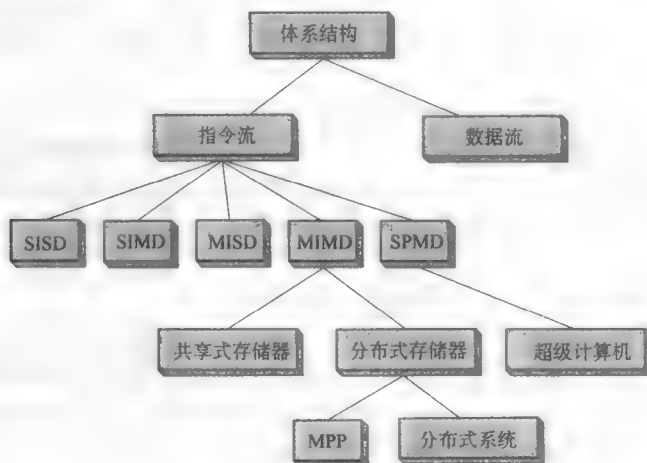 体系结构
指令流
数据流
SISD
SIMD
MISD
MIMD
SPMD
共享式存储器
分布式存储器
超级计算机
MPP
分布式系统